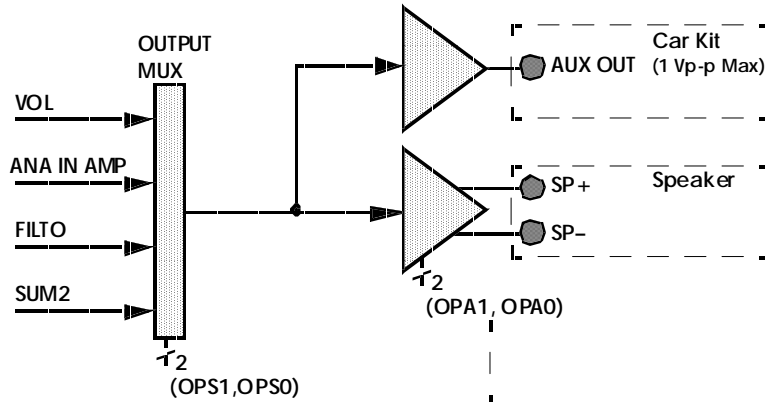 OUTPUT
MUX
VOL
ANA IN AMP
FILTO
SUM2
2
(OPS1,OPS0)
AUX OUT
Car Kit
(1 Vp-p Max)
SP+
Speaker
SP–
2
(OPA1, OPA0)